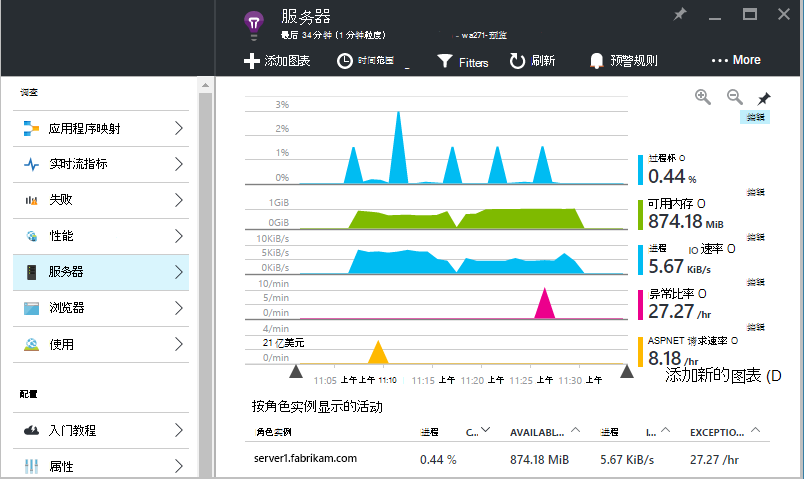 服务器
最后 34 分钟 (1 分钟粒度)
- wa271-预览
添加图表
时间范围
Fitters
刷新
预警规则
More
调查
应用程序映射
实时流指标
失败
性能
服务器
浏览器
使用
配置
入门教程
属性
编辑
3%
2%
1%
0%
过程杯 O
0.44 %
编辑
1GiB
0GiB
可用内存 O
874.18 MiB
编辑
10KiB/s
5KiB/s
0KiB/s
进程 IO 速率 O
5.67 KiB/s
编辑
10/min
5/min
0/min
异常比率 O
27.27 /hr
编辑
4/min
21 亿美元
0/min
ASPNET 请求速率 O
8.18 /hr
11:05 上午 上午 11:10 11:15 上午 11:20 上午 11:25 上午 11:30 上午
添加新的图表 (D
按角色实例显示的活动
角色实例 进程 C... AVAILABL... 进程 I... EXCEPTIO...
server1.fabrikam.com 0.44 % 874.18 MiB 5.67 KiB/s 27.27 /hr